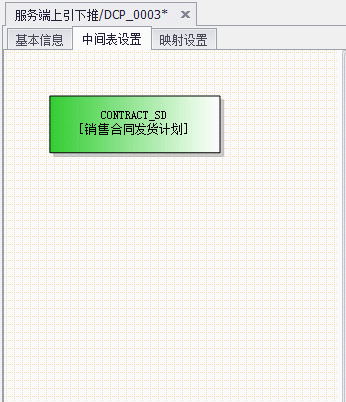 服务端上引下推/DCP_0003*
基本信息 中间表设置 映射设置
CONTRACT_SD
[销售合同发货计划]